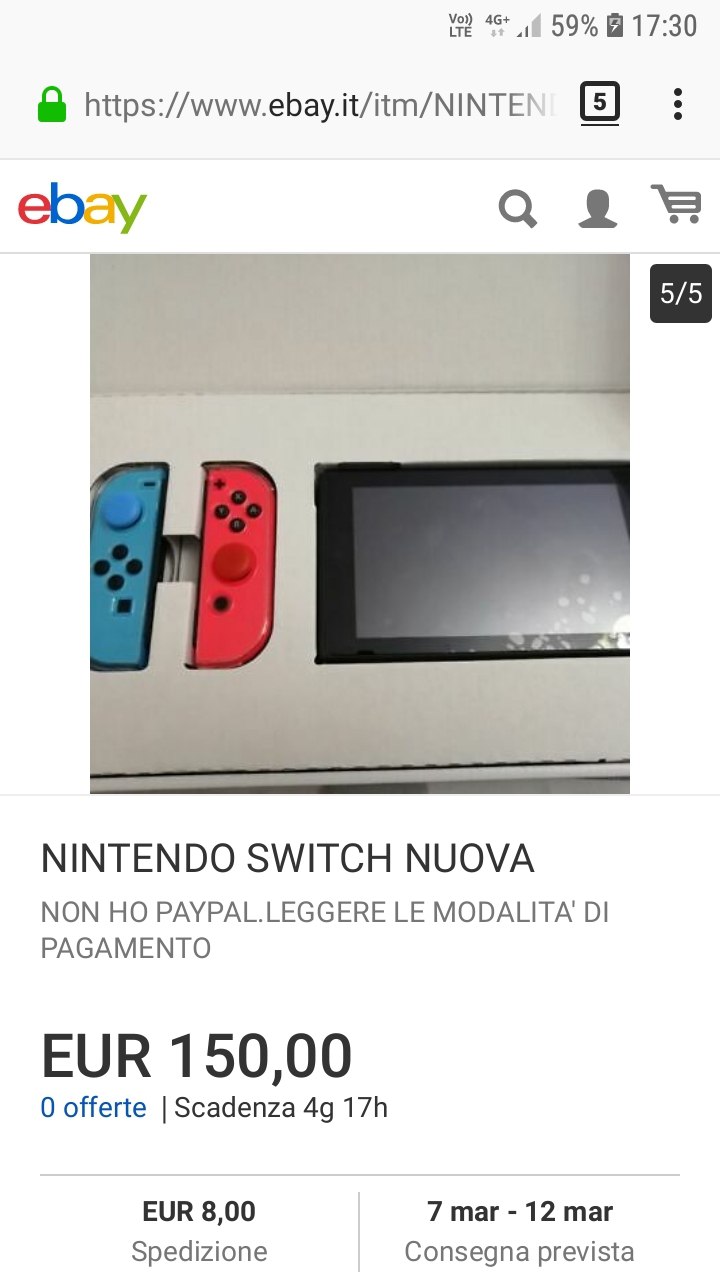 Vo)) LTE 4G+ 59% 17:30
https://www.ebay.it/itm/NINTEN
5
ebay
5/5
NINTENDO SWITCH NUOVA
NON HO PAYPAL.LEGGERE LE MODALITA' DI
PAGAMENTO
EUR 150,00
0 offerte | Scadenza 4g 17h
EUR 8,00
Spedizione
7 mar - 12 mar
Consegna prevista